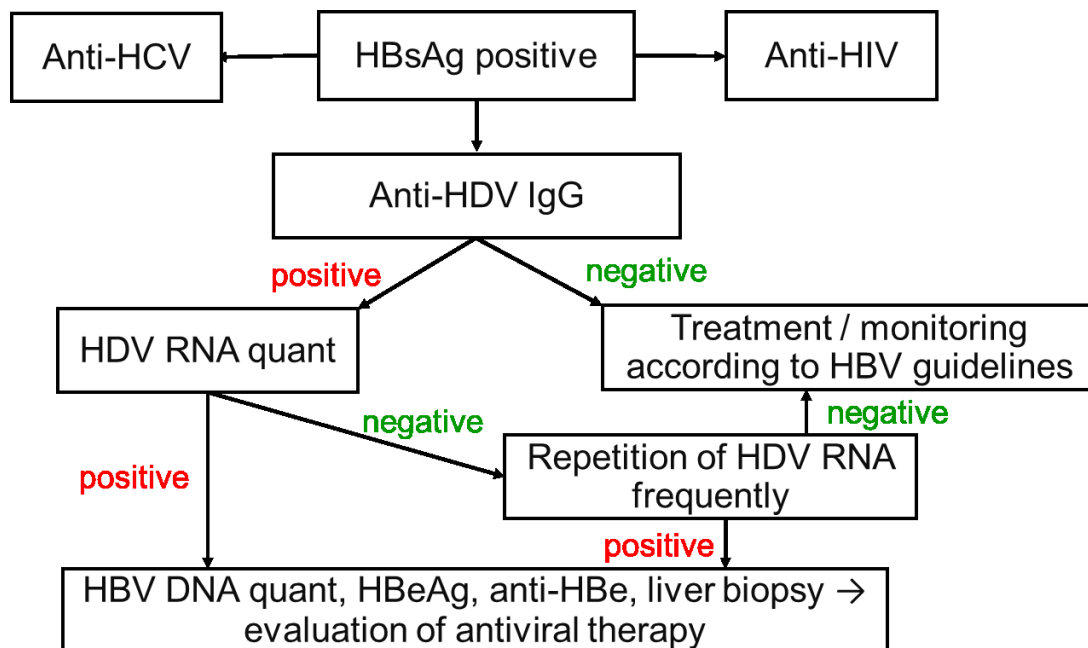 Anti-HCV
HBsAg positive
Anti-HIV
Anti-HDV IgG
positive
negative
HDV RNA quant
Treatment / monitoring
according to HBV guidelines
negative
negative
positive
Repetition of HDV RNA
frequently
positive
HBV DNA quant, HBeAg, anti-HBe, liver biopsy →
evaluation of antiviral therapy